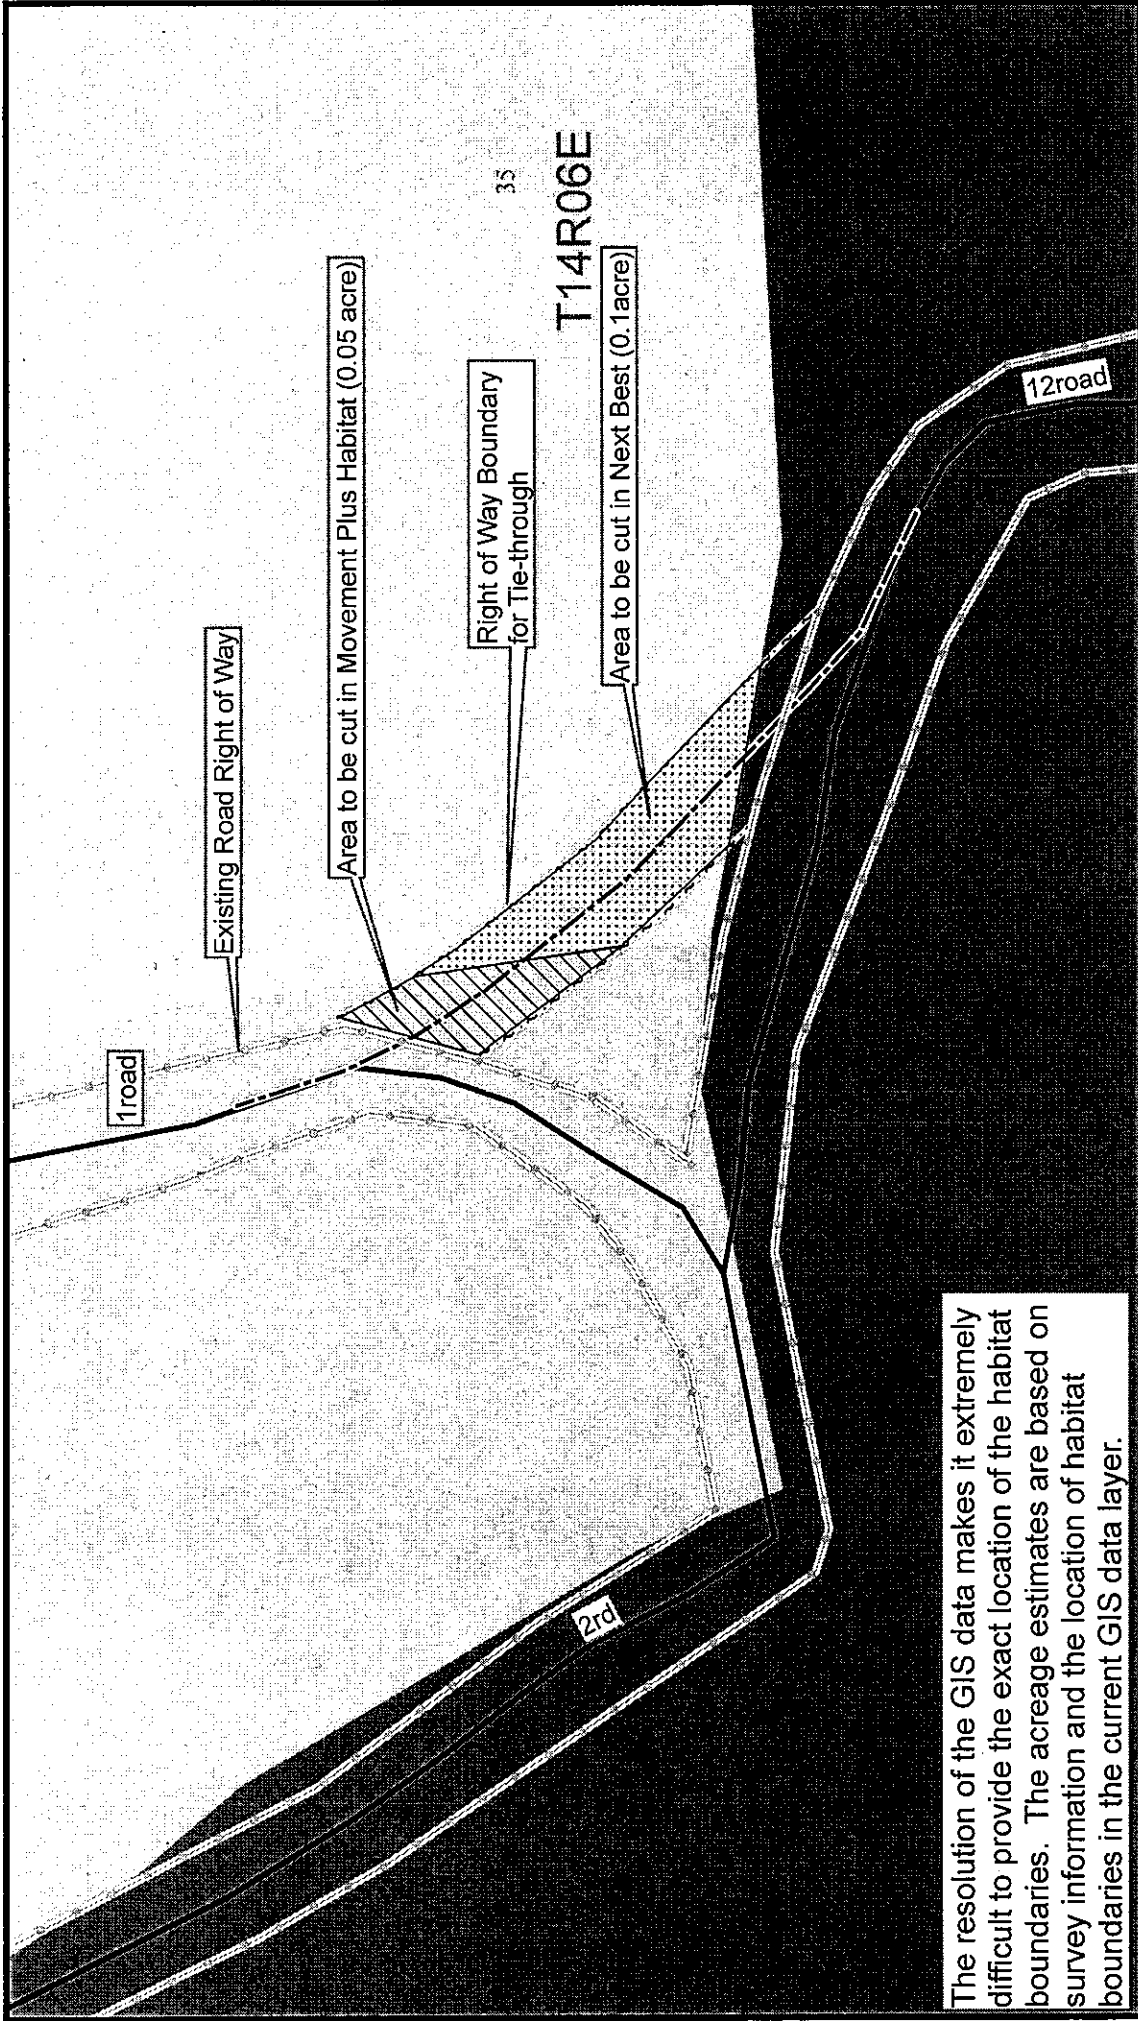 1road
Existing Road Right of Way
Area to be cut in Movement Plus Habitat (0.05 acre)
Right of Way Boundary
for Tie-through
35
T14R06E
Area to be cut in Next Best (0.1acre)
2rd
12road
The resolution of the GIS data makes it extremely
difficult to provide the exact location of the habitat
boundaries. The acreage estimates are based on
survey information and the location of habitat
boundaries in the current GIS data layer.